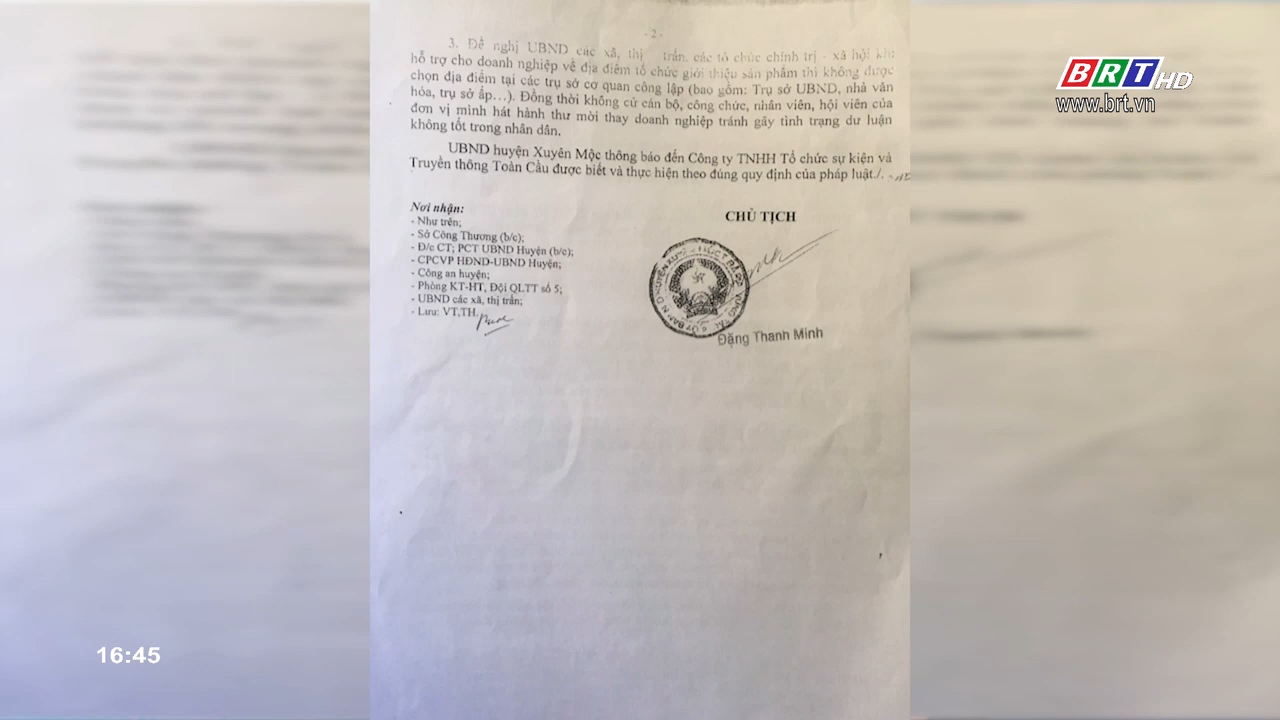 - 2 -
3. Đề nghị UBND các xã, thị trấn, các tổ chức chính trị - xã hội khi
hỗ trợ cho doanh nghiệp về địa điểm tổ chức giới thiệu sản phẩm thì không được
chọn địa điểm tại các trụ sở cơ quan công lập (bao gồm: Trụ sở UBND, nhà văn
hóa, trụ sở ấp…). Đồng thời không cử cán bộ, công chức, nhân viên, hội viên của
đơn vị mình hát hành thư mời thay doanh nghiệp tránh gây tình trạng dư luận
không tốt trong nhân dân.
UBND huyện Xuyên Mộc thông báo đến Công ty TNHH Tổ chức sự kiện và
Truyền thông Toàn Cầu được biết và thực hiện theo đúng quy định của pháp luật./.
Nơi nhận:
- Như trên;
- Sở Công Thương (b/c);
- Đ/c CT; PCT UBND Huyện (b/c);
- CPCVP HĐND-UBND Huyện;
- Công an huyện;
- Phòng KT-HT, Đội QLTT số 5;
- UBND các xã, thị trấn;
- Lưu: VT,TH.
CHỦ TỊCH
Đặng Thanh Minh
BRT HD
www.brt.vn
16:45